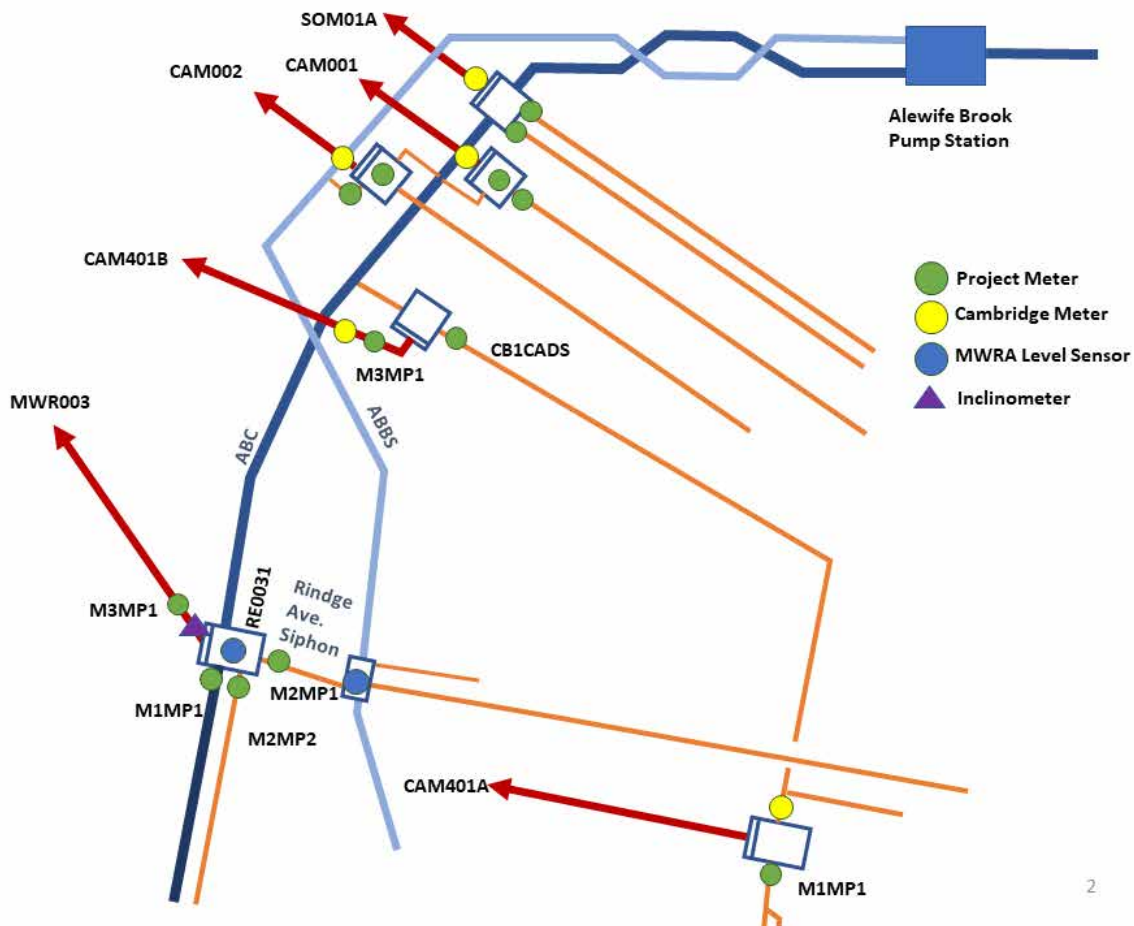 SOM01A
CAM001
CAM002
Alewife Brook
Pump Station
CAM401B
Project Meter
Cambridge Meter
MWRA Level Sensor
Inclinometer
CB1CADS
M3MP1
MWR003
ABC
ABBS
RE0031
Rindge
Ave.
Siphon
M3MP1
M2MP1
M1MP1
M2MP2
CAM401A
M1MP1
2